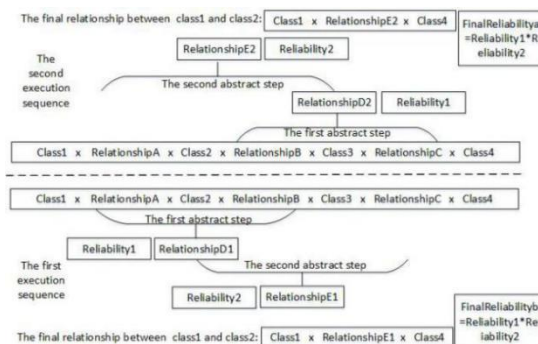 The final relationship between class1 and class2: Class1 x RelationshipE2 x Class4
FinalReliabilitya
=Reliability1*R
eliability2
RelationshipE2 Reliability2
The
second
execution
sequence
The second abstract step
RelationshipD2 Reliability1
The first abstract step
Class1 x RelationshipA x Class2 x RelationshipB x Class3 x RelationshipC x Class4
Class1 x RelationshipA x Class2 x RelationshipB x Class3 x RelationshipC x Class4
The first abstract step
Reliability1 RelationshipD1
The first
execution
sequence
The second abstract step
Reliability2 RelationshipE1
FinalReliabilityb
=Reliability1*Re
liability2
The final relationship between class1 and class2: Class1 x RelationshipE1 x Class4